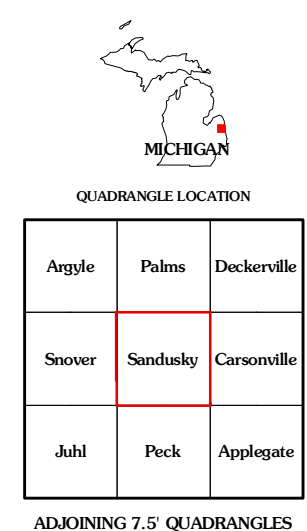 MICHIGAN
QUADRANGLE LOCATION
Argyle Palms Deckerville
Snover Sandusky Carsonville
Juhl Peck Applegate
ADJOINING 7.5' QUADRANGLES